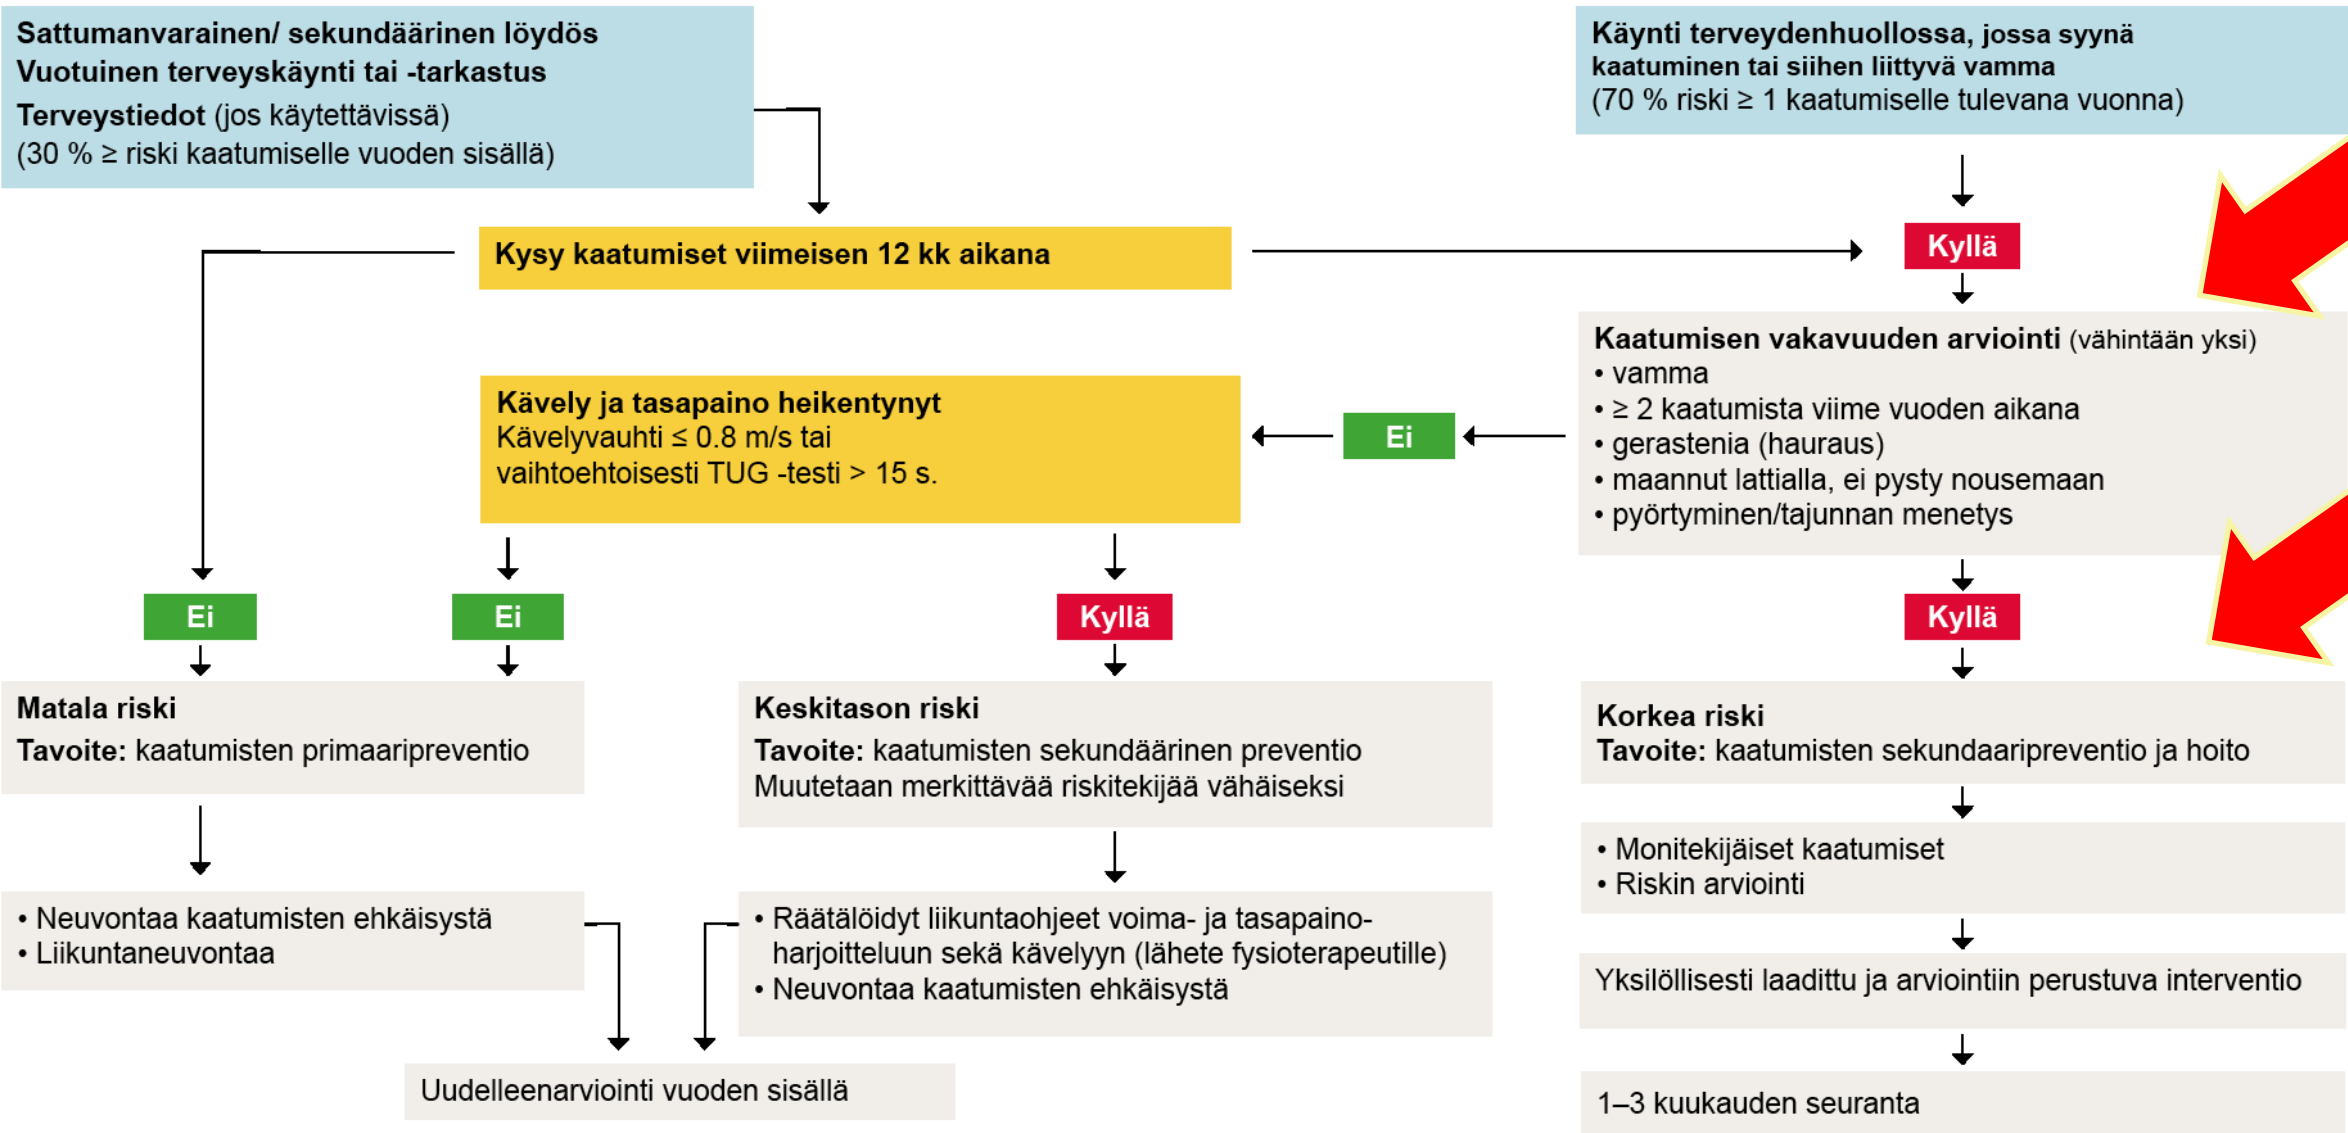 Sattumanvarainen/ sekundäärinen löydös
Vuotuinen terveyskäynti tai -tarkastus
Terveystiedot (jos käytettävissä)
(30 % ≥ riski kaatumiselle vuoden sisällä)
Käynti terveydenhuollossa, jossa syynä
kaatuminen tai siihen liittyvä vamma
(70 % riski ≥ 1 kaatumiselle tulevana vuonna)
Kysy kaatumiset viimeisen 12 kk aikana
Kyllä
Kaatumisen vakavuuden arviointi (vähintään yksi)
• vamma
• ≥ 2 kaatumista viime vuoden aikana
• gerastenia (hauraus)
• maannut lattialla, ei pysty nousemaan
• pyörtyminen/tajunnan menetys
Ei
Kävely ja tasapaino heikentynyt
Kävelyvauhti ≤ 0.8 m/s tai
vaihtoehtoisesti TUG -testi > 15 s.
Ei
Ei
Kyllä
Kyllä
Matala riski
Tavoite: kaatumisten primaaripreventio
Keskitason riski
Tavoite: kaatumisten sekundäärinen preventio
Muutetaan merkittävää riskitekijää vähäiseksi
Korkea riski
Tavoite: kaatumisten sekundaaripreventio ja hoito
• Neuvontaa kaatumisten ehkäisystä
• Liikuntaneuvontaa
• Räätälöidyt liikuntaohjeet voima- ja tasapaino-
harjoitteluun sekä kävelyyn (lähete fysioterapeutille)
• Neuvontaa kaatumisten ehkäisystä
• Monitekijäiset kaatumiset
• Riskin arviointi
Yksilöllisesti laadittu ja arviointiin perustuva interventio
Uudelleenarviointi vuoden sisällä
1–3 kuukauden seuranta